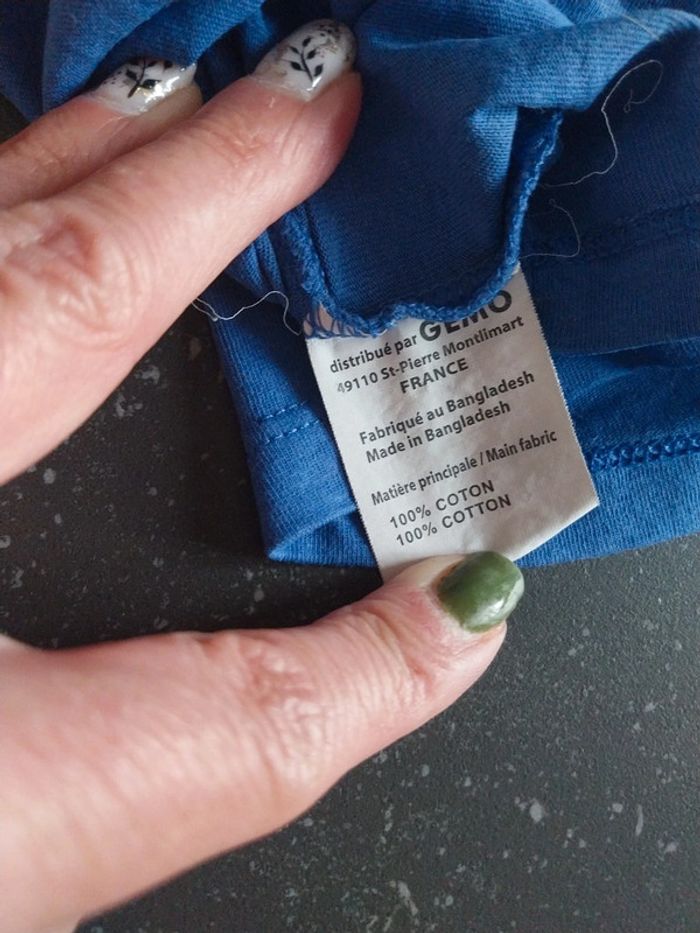 distribué par GEMO
49110 St-Pierre Montlimart
FRANCE
Fabriqué au Bangladesh
Made in Bangladesh
Matière principale / Main fabric
100% COTON
100% COTTON